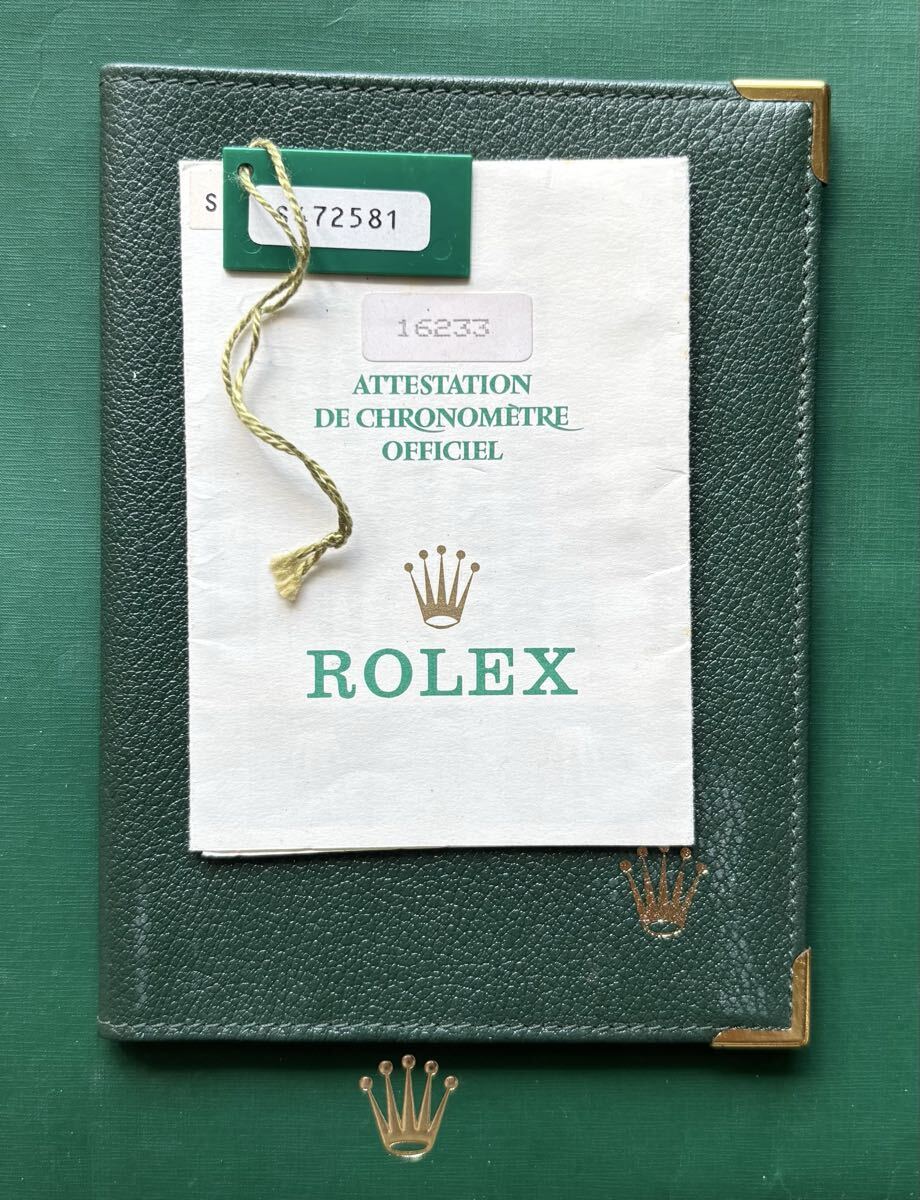 S
72581
16233
ATTESTATION
DE CHRONOMÈTRE
OFFICIEL
ROLEX